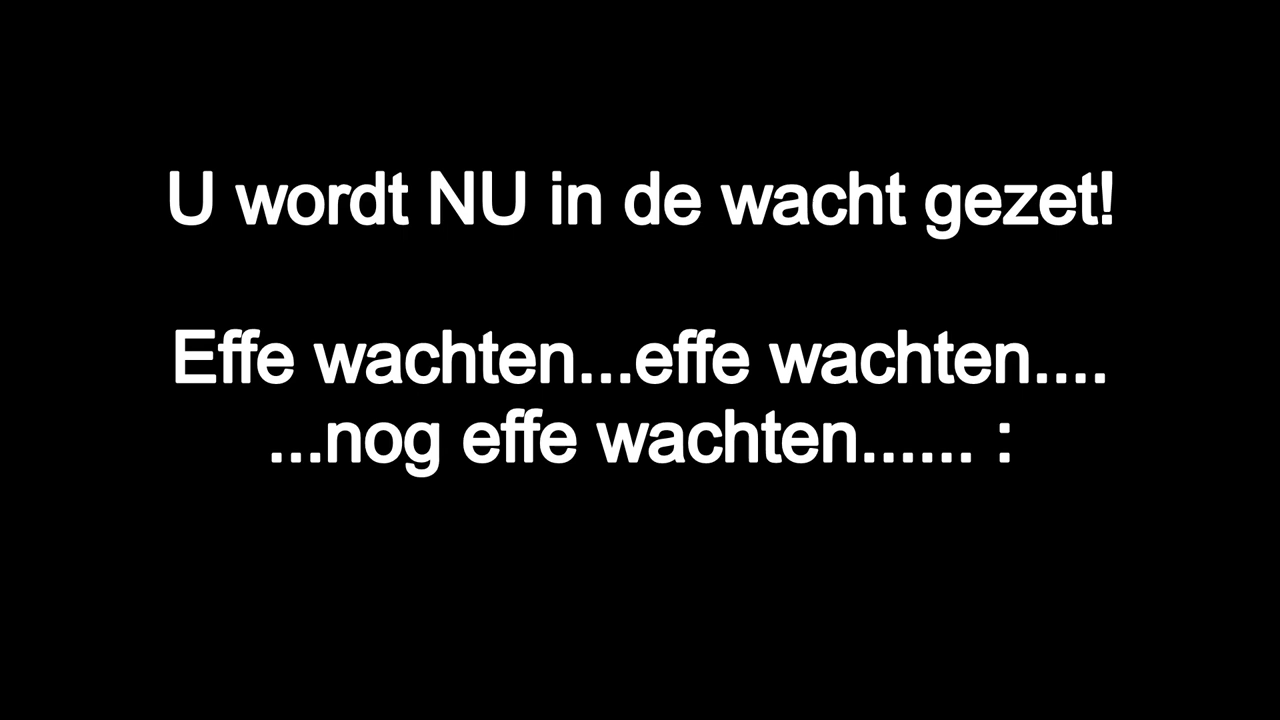 U wordt NU in de wacht gezet!
Effe wachten...effe wachten....
...nog effe wachten...... :